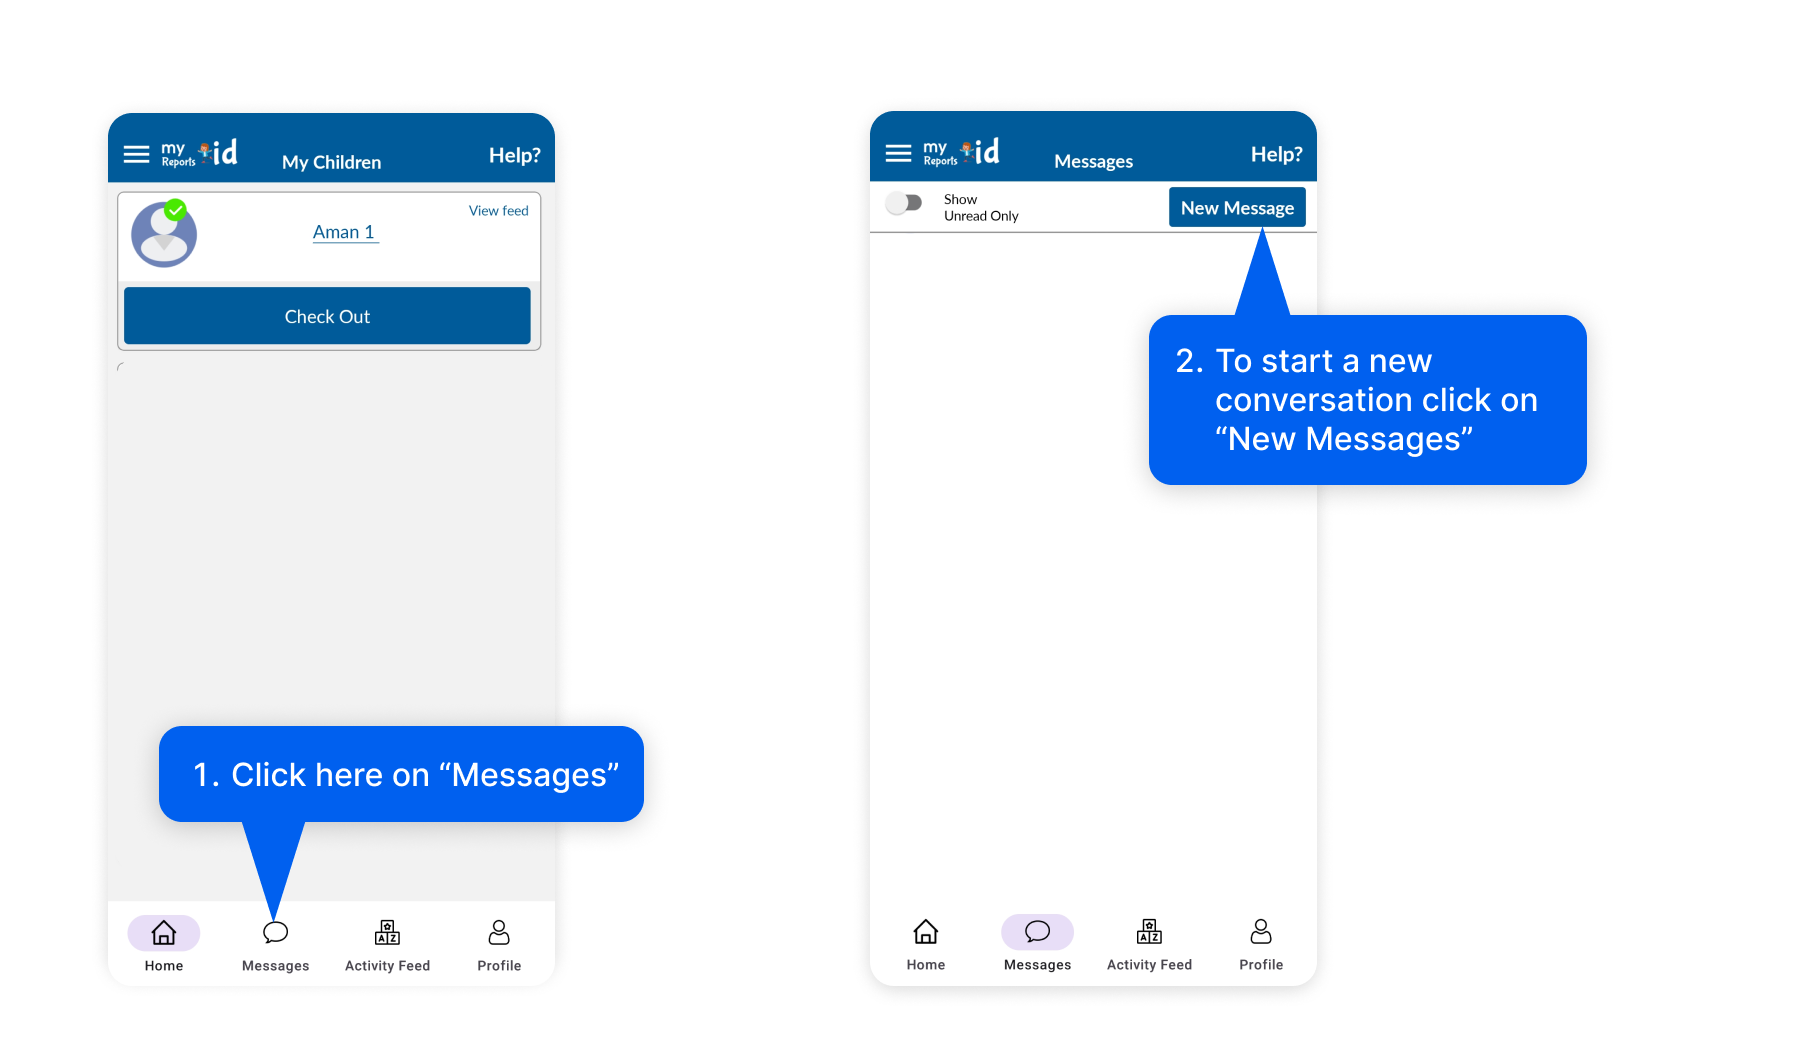 my
Reports
id
My Children
Help?
View feed
Aman 1
Check Out
1. Click here on “Messages”
A Z
Home
Messages
Activity Feed
Profile
my
Reports
id
Messages
Help?
Show
Unread Only
New Message
2. To start a new
conversation click on
“New Messages”
A Z
Home
Messages
Activity Feed
Profile